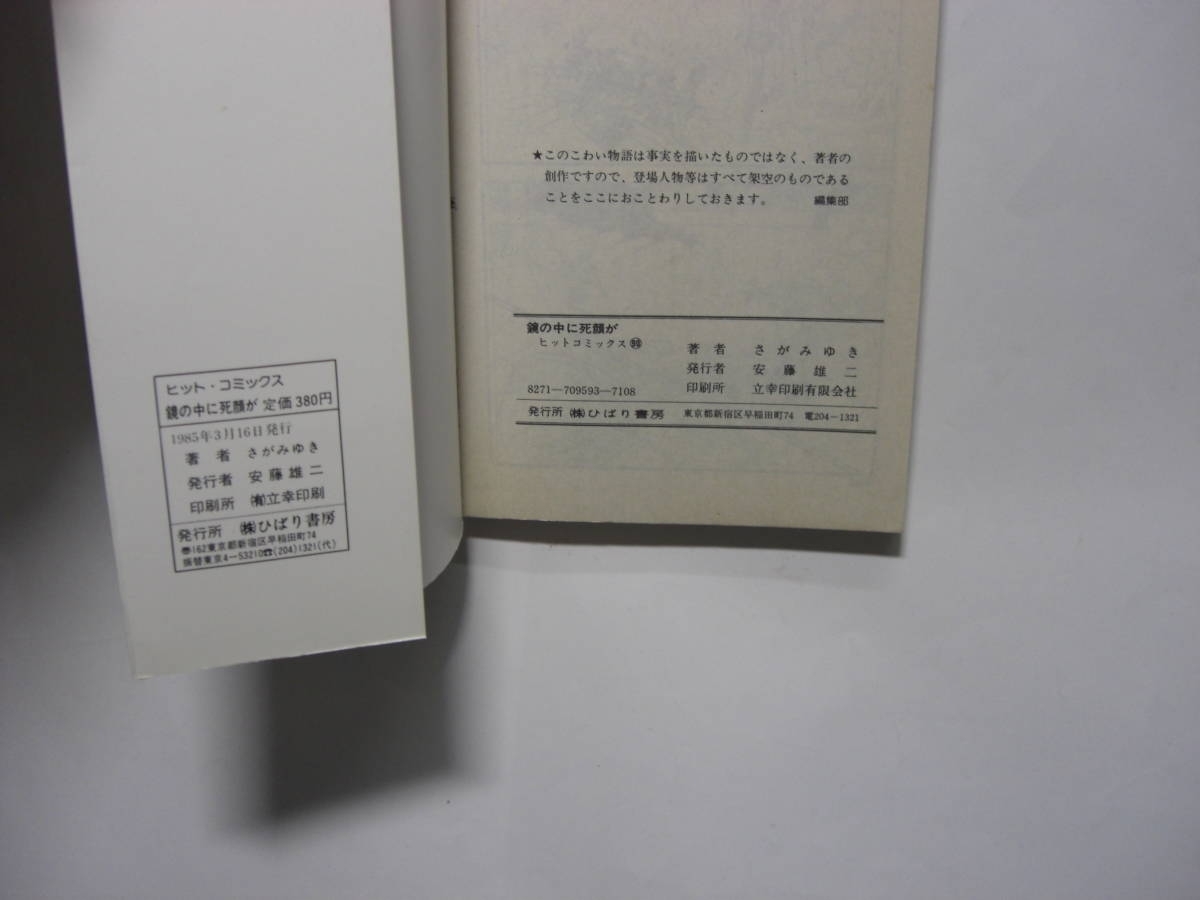 ヒット・コミックス
鏡の中に死顔が 定価380円
1985年3月16日発行
著者 さがみゆき
発行者 安藤雄二
印刷所 ㈲立幸印刷
発行所 ㈱ひばり書房
〠162東京都新宿区早稲田町74
振替東京4-53210☎(204)1321(代)
★このこわい物語は事実を描いたものではなく、著者の
創作ですので、登場人物等はすべて架空のものである
ことをここにおことわりしておきます。 編集部
鏡の中に死顔が
ヒットコミックス
著者 さがみゆき
発行者 安藤雄二
8271—709593—7108 印刷所 立幸印刷有限会社
発行所 ㈱ひばり書房 東京都新宿区早稲田町74 電204—1321